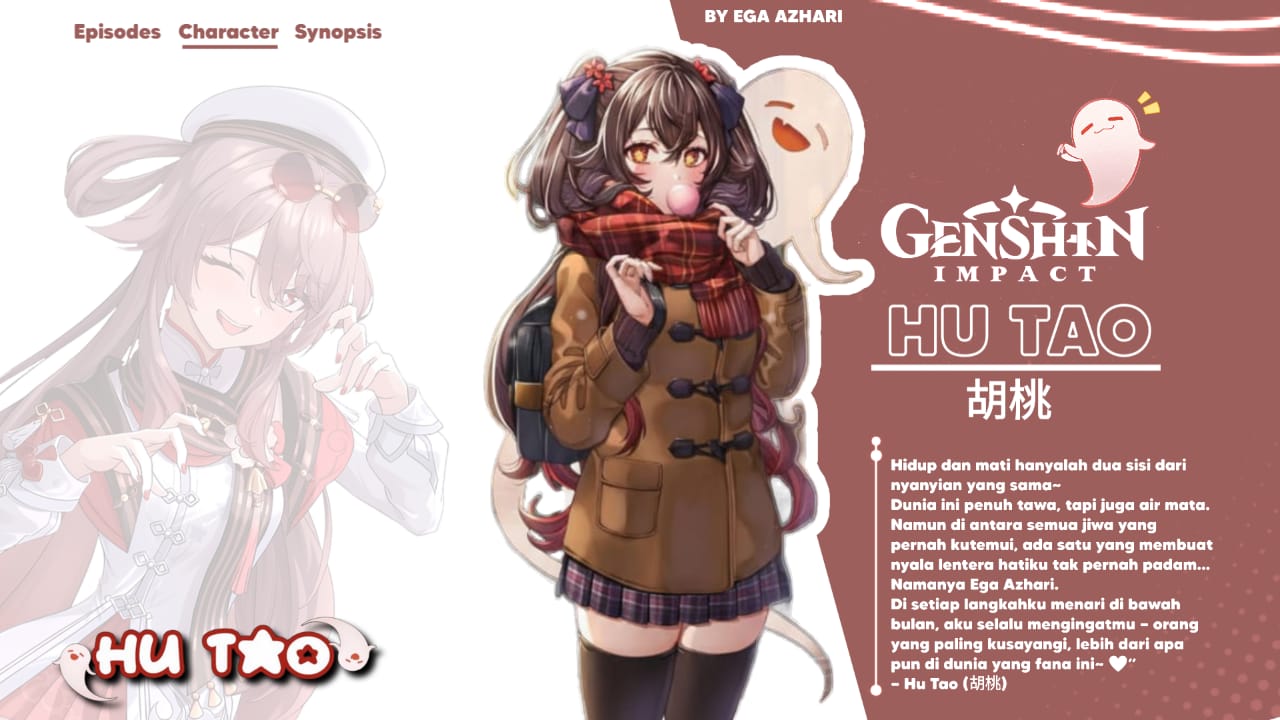 Episodes Character Synopsis
BY EGA AZHARI
GENSHIN
IMPACT
HU TAO
胡桃
Hidup dan mati hanyalah dua sisi dari
nyanyian yang sama~
Dunia ini penuh tawa, tapi juga air mata.
Namun di antara semua jiwa yang
pernah kutemui, ada satu yang membuat
nyala lentera hatiku tak pernah padam...
Namanya Ega Azhari.
Di setiap langkahku menari di bawah
bulan, aku selalu mengingatmu – orang
yang paling kusayangi, lebih dari apa
pun di dunia yang fana ini~ 🤍”
– Hu Tao (胡桃)
HU TAO